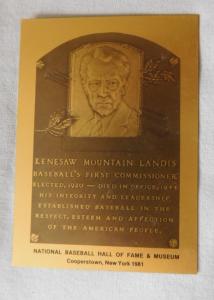 KENESAW MOUNTAIN LANDIS
BASEBALL'S FIRST COMMISSIONER
ELECTED, 1920 — DIED IN OFFICE, 1944
HIS INTEGRITY AND LEADERSHIP
ESTABLISHED BASEBALL IN THE
RESPECT, ESTEEM AND AFFECTION
OF THE AMERICAN PEOPLE.
NATIONAL BASEBALL HALL OF FAME & MUSEUM
Cooperstown, New York 1981